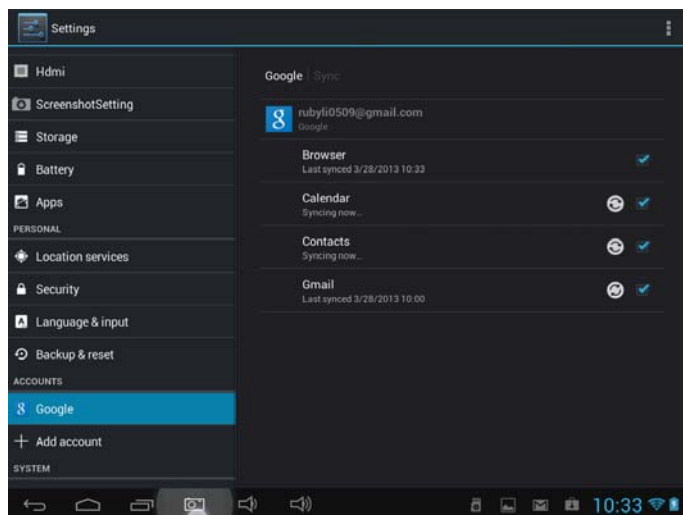 Settings
Hdmi
ScreenshotSetting
Storage
Battery
Apps
PERSONAL
Location services
Security
A Language & input
Backup & reset
ACCOUNTS
8 Google
Add account
SYSTEM
Google Sync
8 rubyli0509@gmail.com
Google
Browser
Last synced 3/28/2013 10:33
Calendar
Syncing now...
Contacts
Syncing now...
Gmail
Last synced 3/28/2013 10:00
10:33